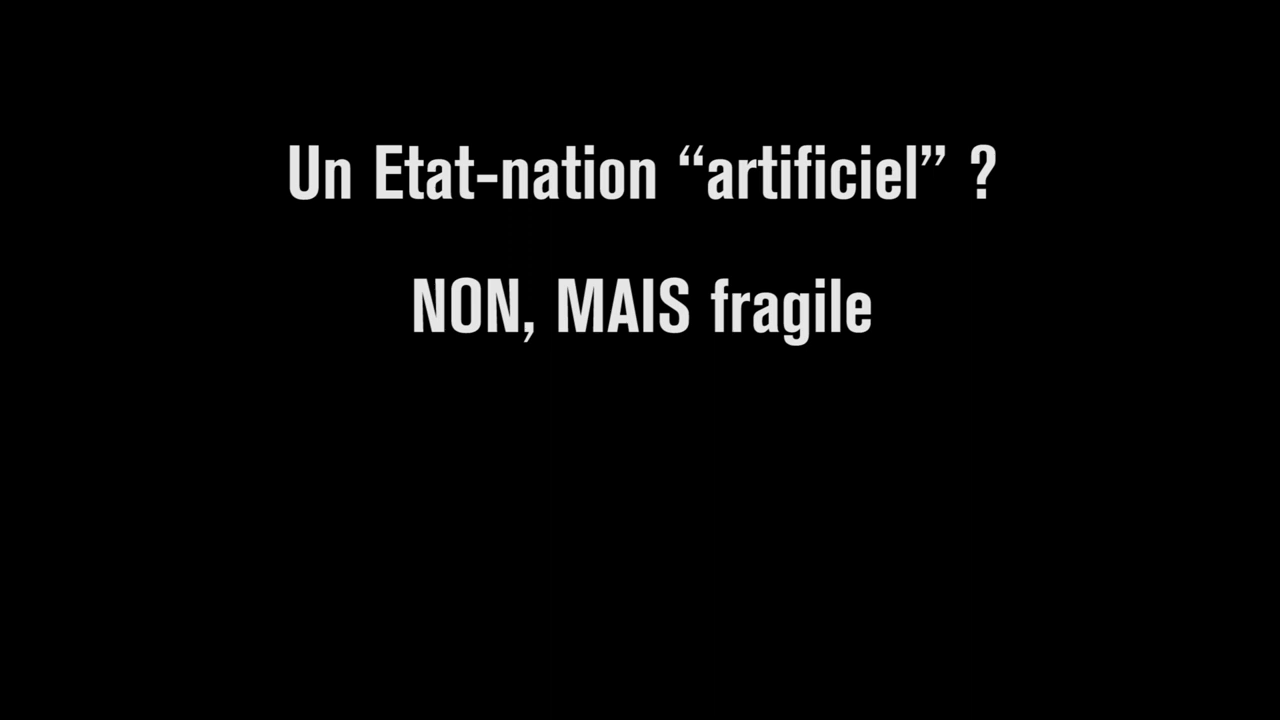 Un Etat-nation “artificiel” ?
NON, MAIS fragile